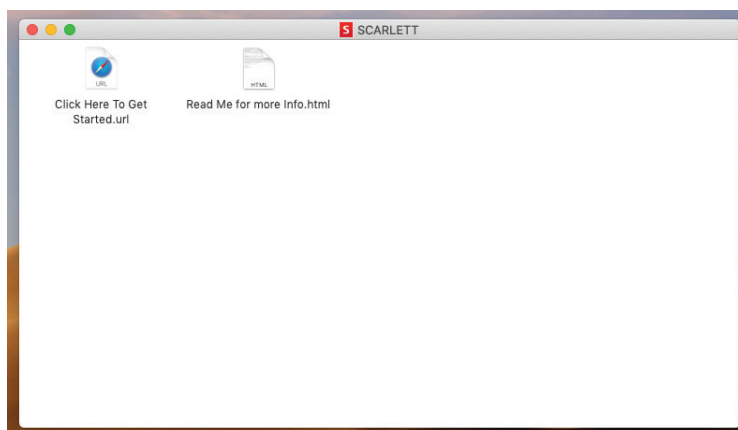 S SCARLETT
URL
HTML
Click Here To Get
Started.url
Read Me for more Info.html